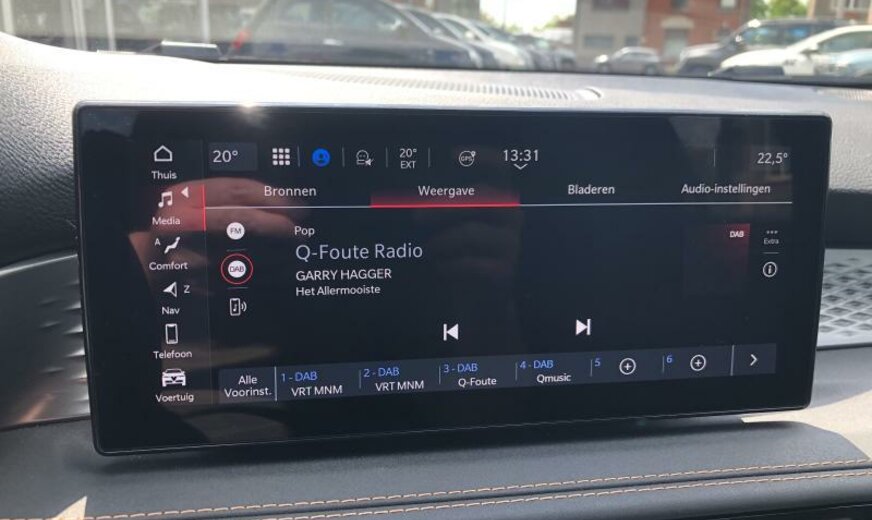 20°
20° EXT
GPS
13:31
22,5°
Thuis
Media
A
Comfort
Z
Nav
Telefoon
Voertuig
Bronnen
Weergave
Bladeren
Audio-instellingen
FM
DAB
Pop
Q-Foute Radio
GARRY HAGGER
Het Allermooiste
DAB
Extra
Alle Voorinst.
1 - DAB
VRT MNM
2 - DAB
VRT MNM
3 - DAB
Q-Foute
4 - DAB
Qmusic
5
6